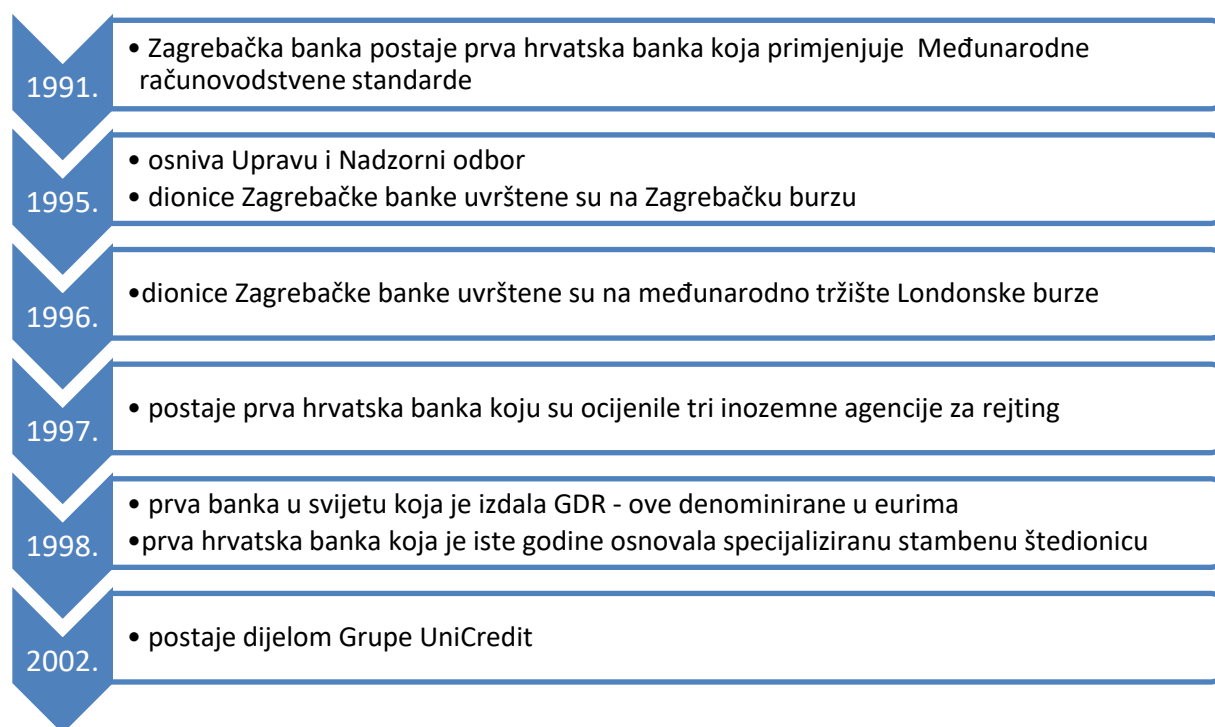 1991.
• Zagrebačka banka postaje prva hrvatska banka koja primjenjuje Međunarodne
računovodstvene standarde
1995.
• osniva Upravu i Nadzorni odbor
• dionice Zagrebačke banke uvrštene su na Zagrebačku burzu
1996.
•dionice Zagrebačke banke uvrštene su na međunarodno tržište Londonske burze
1997.
• postaje prva hrvatska banka koju su ocijenile tri inozemne agencije za rejting
1998.
• prva banka u svijetu koja je izdala GDR - ove denominirane u eurima
•prva hrvatska banka koja je iste godine osnovala specijaliziranu stambenu štedionicu
2002.
• postaje dijelom Grupe UniCredit